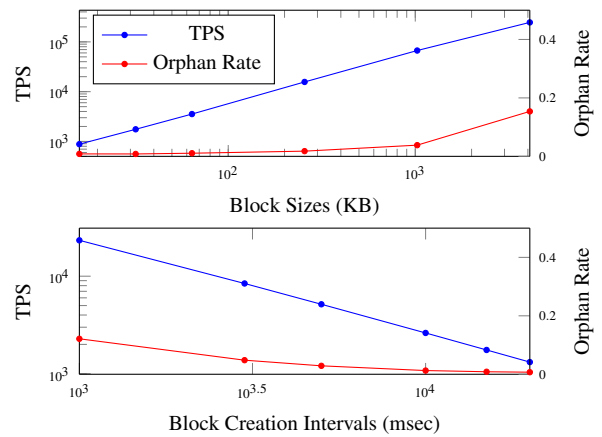 TPS
Orphan Rate
10^5
10^4
10^3
TPS
0.4
0.2
0
Orphan Rate
10^2
10^3
Block Sizes (KB)
10^4
10^3
TPS
0.4
0.2
0
Orphan Rate
10^3
10^3.5
10^4
Block Creation Intervals (msec)